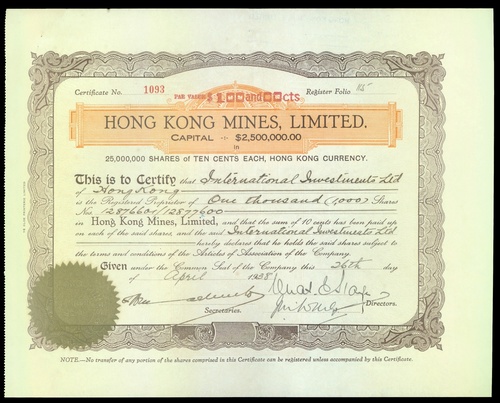 Certificate No. 1093
PAR VALUE $1.00 and 00 cts
Register Folio
HONG KONG MINES, LIMITED.
CAPITAL - $2,500,000.00
in
25,000,000 SHARES of TEN CENTS EACH, HONG KONG CURRENCY.
This is to Certify that International Investments Ltd
of Hong Kong
is the Registered Proprietor of One thousand (1,000) Shares
Nos. 12876601/12877600
in Hong Kong Mines, Limited, and that the sum of 10 cents has been paid up
on each of the said shares, and the said International Investments Ltd
hereby declares that he holds the said shares subject to
the terms and conditions of the Articles of Association of the Company.
Given under the Common Seal of the Company this 26th day
of April 1938
Secretaries.
Directors.
NOTE.—No transfer of any portion of the shares comprised in this Certificate can be registered unless accompanied by this Certificate.